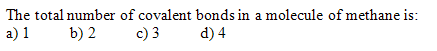 The total number of covalent bonds in a molecule of methane is:
a) 1 b) 2 c) 3 d) 4